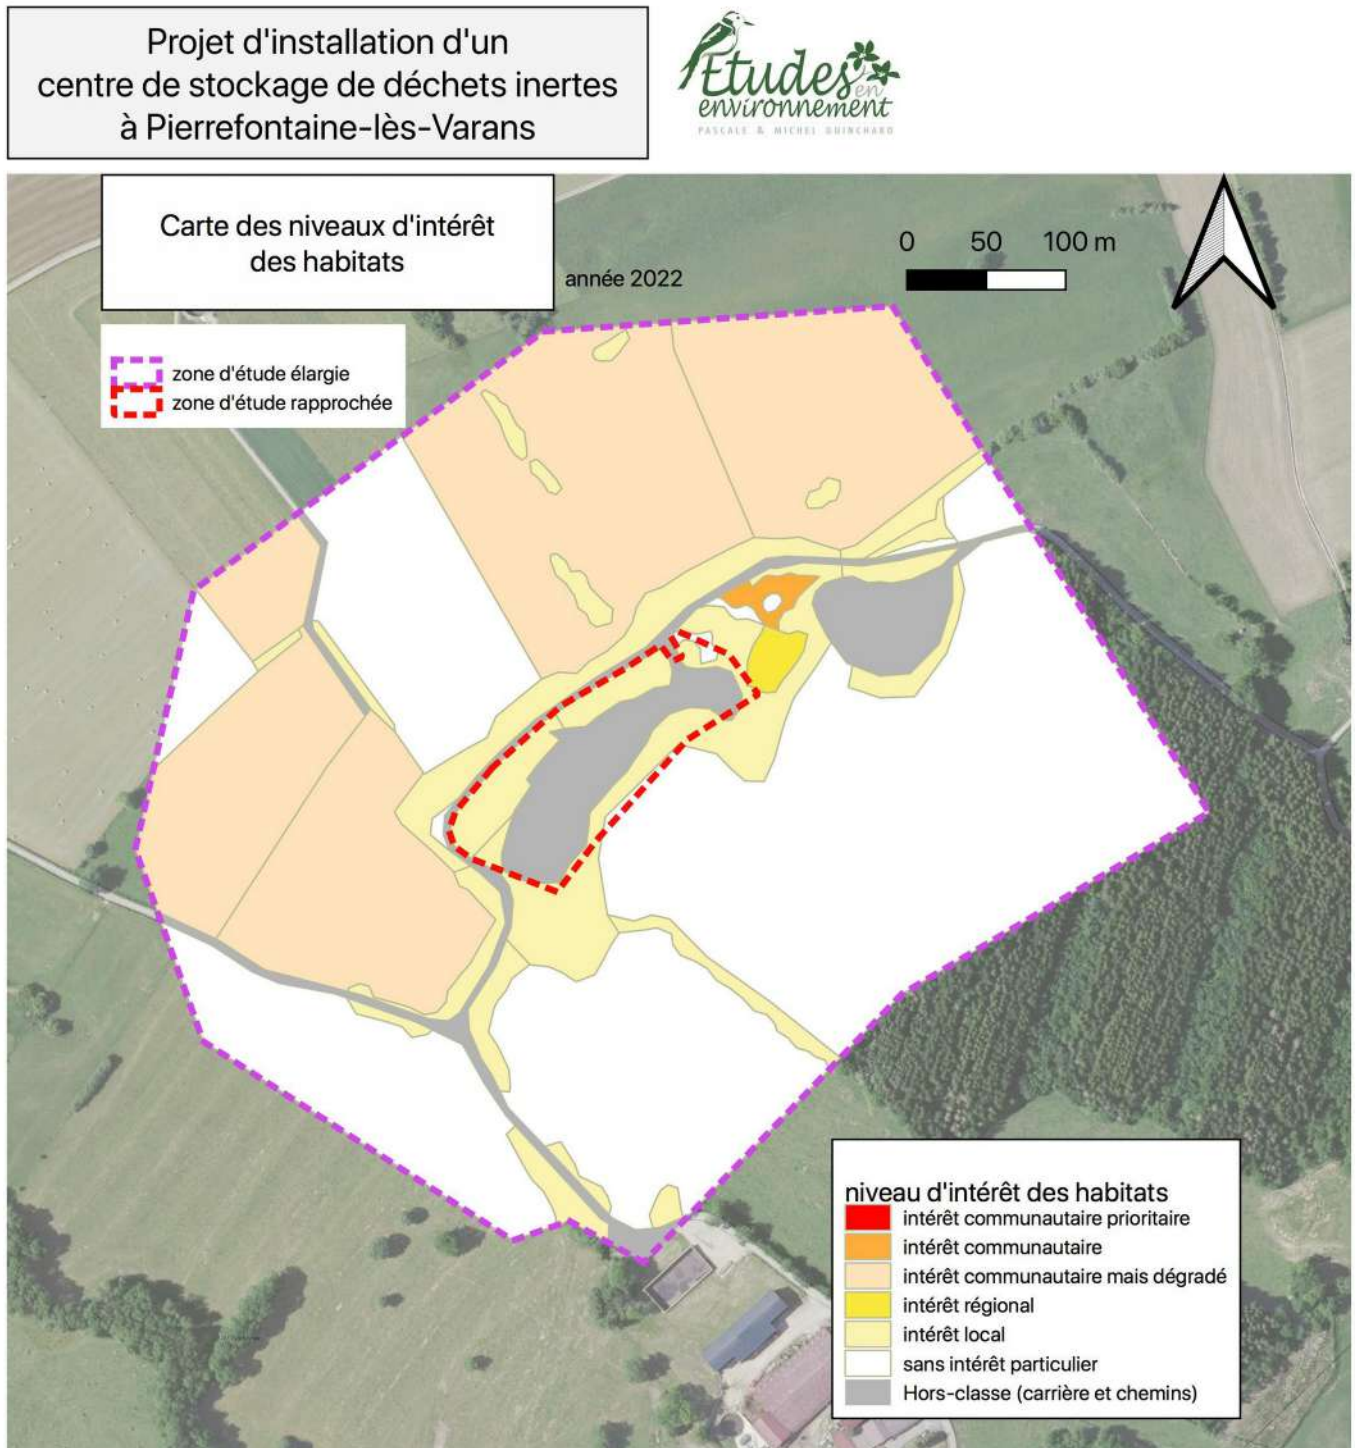 Projet d'installation d'un
centre de stockage de déchets inertes
à Pierrefontaine-lès-Varans
Etudes
en
environnement
PASCALE & MICHEL GUINCHARD
Carte des niveaux d'intérêt
des habitats
année 2022
0 50 100 m
zone d'étude élargie
zone d'étude rapprochée
niveau d'intérêt des habitats
intérêt communautaire prioritaire
intérêt communautaire
intérêt communautaire mais dégradé
intérêt régional
intérêt local
sans intérêt particulier
Hors-classe (carrière et chemins)